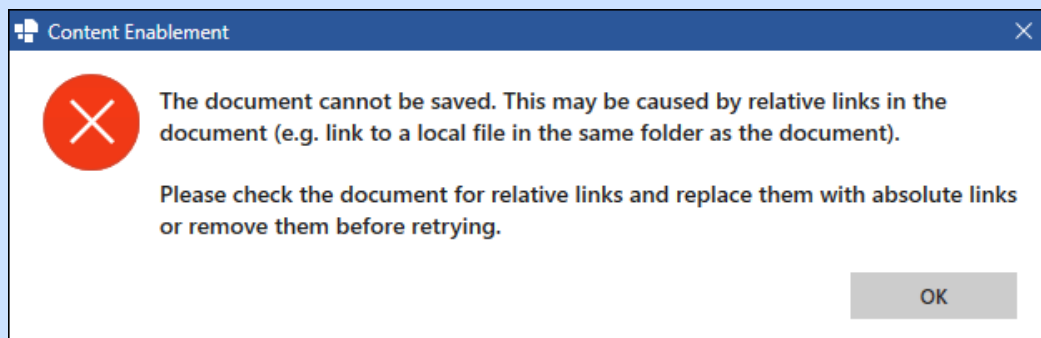 Content Enablement
The document cannot be saved. This may be caused by relative links in the
document (e.g. link to a local file in the same folder as the document).
Please check the document for relative links and replace them with absolute links
or remove them before retrying.
OK